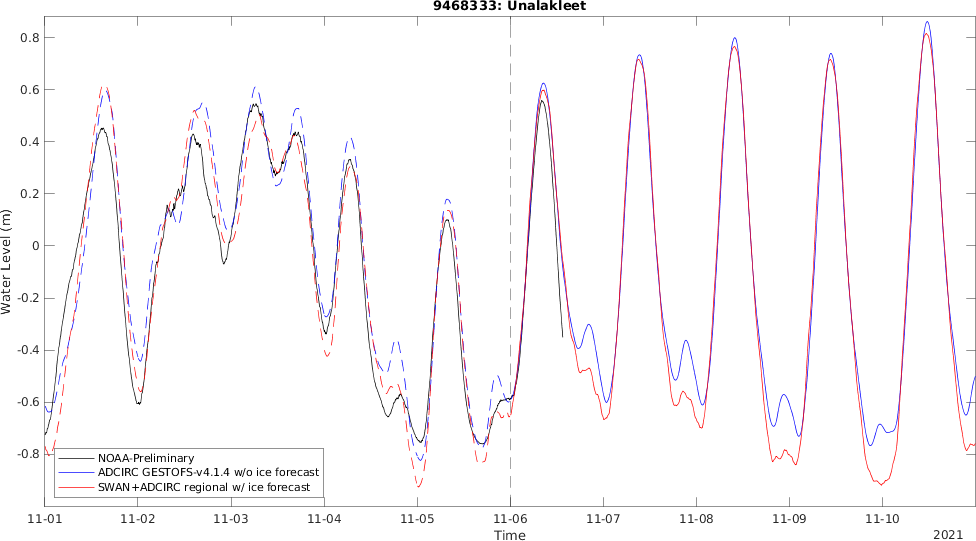 9468333: Unalakleet
0.8
0.6
0.4
0.2
0
-0.2
-0.4
-0.6
-0.8
Water Level (m)
NOAA-Preliminary
ADCIRC GESTOFS-v4.1.4 w/o ice forecast
SWAN+ADCIRC regional w/ ice forecast
11-01 11-02 11-03 11-04 11-05 11-06 11-07 11-08 11-09 11-10
Time
2021